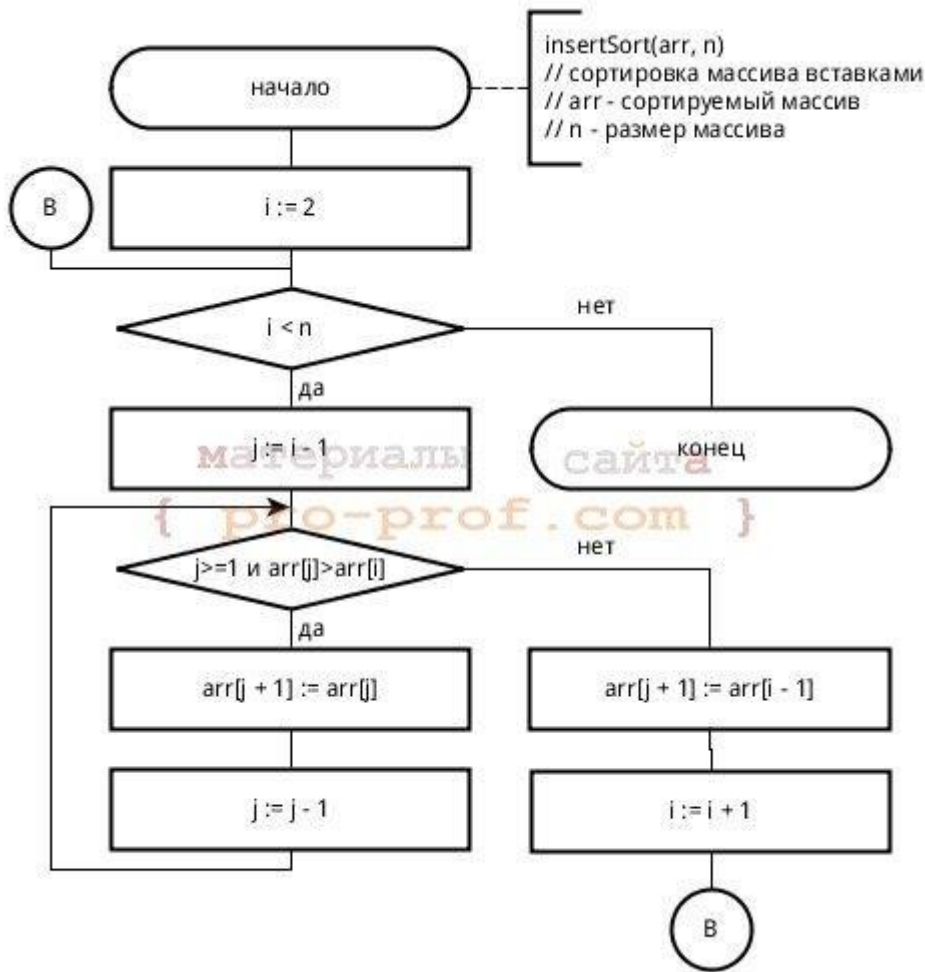 insertSort(arr, n)
// сортировка массива вставками
// arr - сортируемый массив
// n - размер массива
начало
B
i := 2
i < n
нет
да
j := i - 1
конец
материалы сайта
{ pro-prof.com }
j>=1 и arr[j]>arr[i]
нет
да
arr[j + 1] := arr[j]
arr[j + 1] := arr[i - 1]
j := j - 1
i := i + 1
B